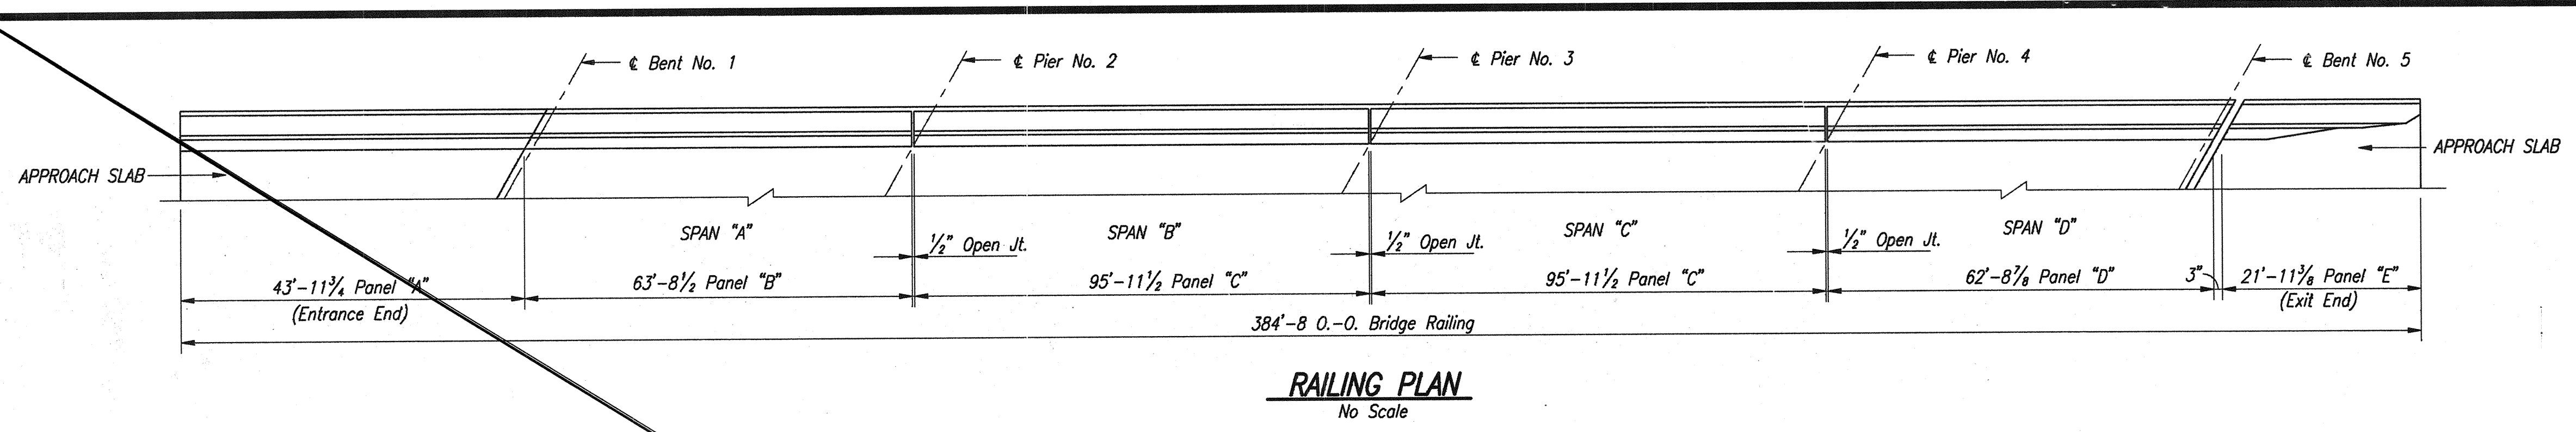 ℄ Bent No. 1
℄ Pier No. 2
℄ Pier No. 3
℄ Pier No. 4
℄ Bent No. 5
APPROACH SLAB
APPROACH SLAB
SPAN "A"
SPAN "B"
SPAN "C"
SPAN "D"
½" Open Jt.
½" Open Jt.
½" Open Jt.
43'-11¾ Panel "A"
(Entrance End)
63'-8½ Panel "B"
95'-11½ Panel "C"
95'-11½ Panel "C"
62'-8⅞ Panel "D"
3"
21'-11⅜ Panel "E"
(Exit End)
384'-8 O.-O. Bridge Railing
RAILING PLAN
No Scale